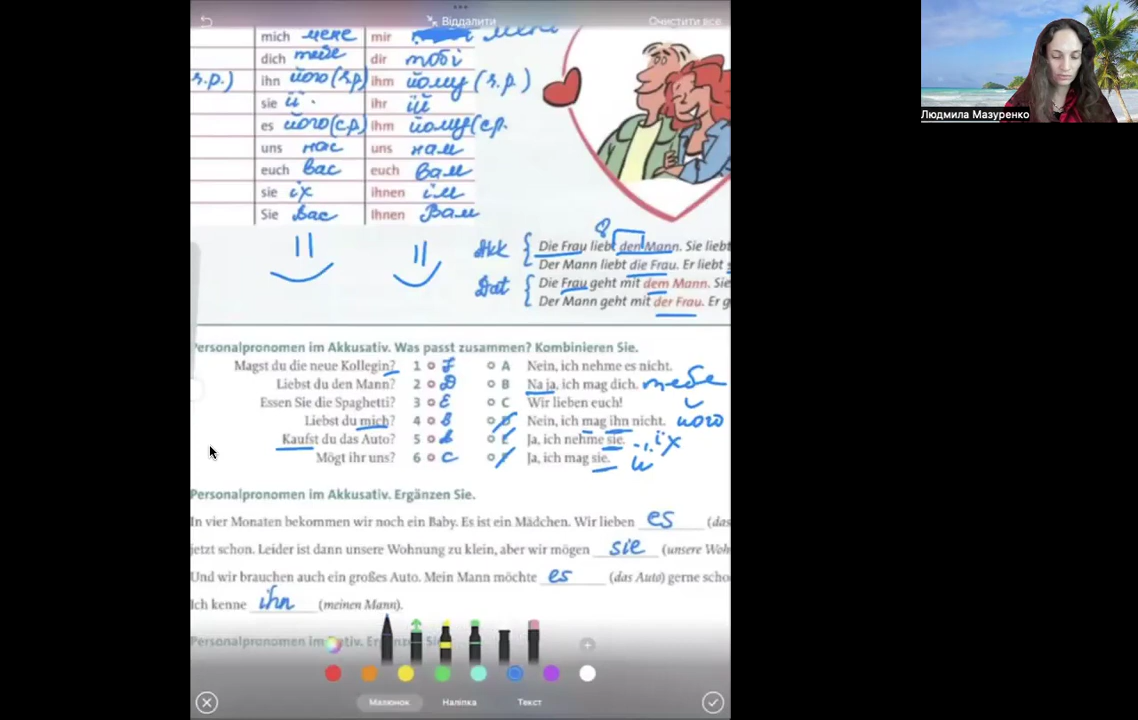 Віддалити Очистити все
mich мене mir мені
dich тебе dir тобі
ч.р.) ihn його (ч.р) ihm йому (ч.р.)
sie її ihr їй
es його (с.р) ihm йому (с.р.
uns нас uns нам
euch вас euch вам
sie їх ihnen їм
Sie Вас Ihnen Вам
Akk Die Frau liebt den Mann. Sie liebt
Der Mann liebt die Frau. Er liebt
Dat Die Frau geht mit dem Mann. Sie
Der Mann geht mit der Frau. Er g
Personalpronomen im Akkusativ. Was passt zusammen? Kombinieren Sie.
Magst du die neue Kollegin? 1 F A Nein, ich nehme es nicht.
Liebst du den Mann? 2 D B Na ja, ich mag dich. тебе
Essen Sie die Spaghetti? 3 E C Wir lieben euch!
Liebst du mich? 4 B D Nein, ich mag ihn nicht. його
Kaufst du das Auto? 5 A E Ja, ich nehme sie. їх
Mögt ihr uns? 6 C F Ja, ich mag sie. її
Personalpronomen im Akkusativ. Ergänzen Sie.
In vier Monaten bekommen wir noch ein Baby. Es ist ein Mädchen. Wir lieben es (das
jetzt schon. Leider ist dann unsere Wohnung zu klein, aber wir mögen sie (unsere Woh
Und wir brauchen auch ein großes Auto. Mein Mann möchte es (das Auto) gerne scho
Ich kenne ihn (meinen Mann).
Personalpronomen im Dativ. Ergänzen Sie.
Малюнок Наліпка Текст
Людмила Мазуренко